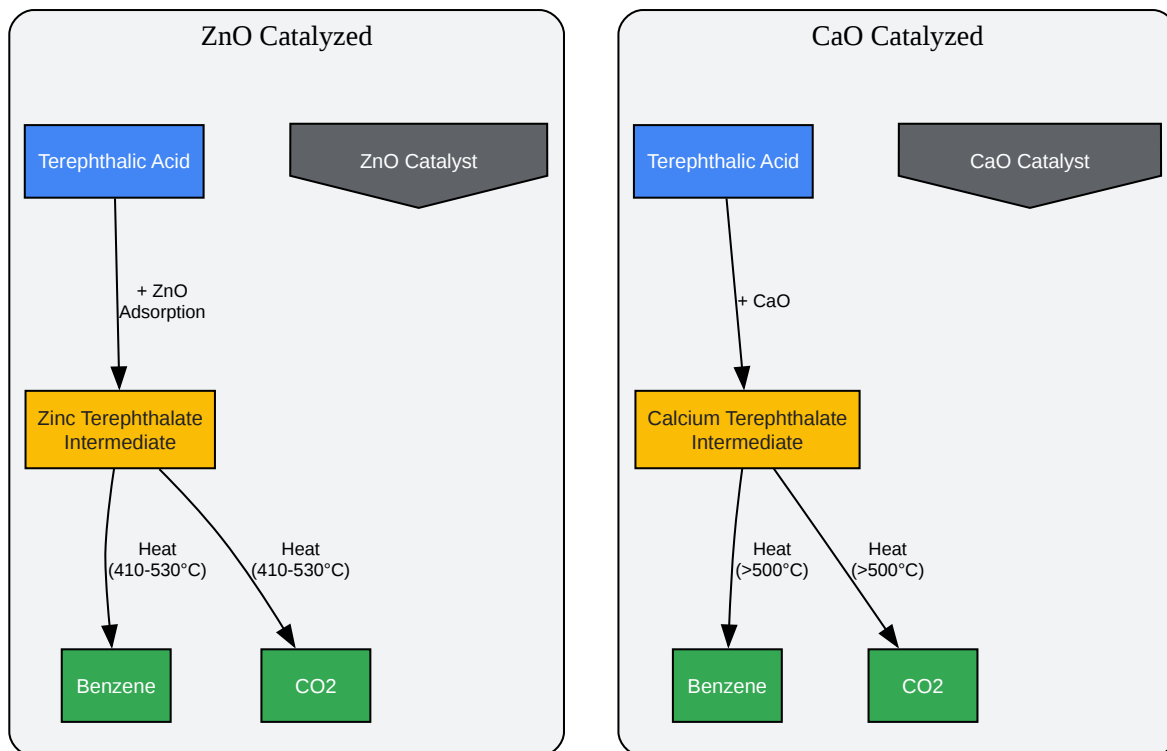 ZnO Catalyzed
Terephthalic Acid
ZnO Catalyst
+ ZnO
Adsorption
Zinc Terephthalate
Intermediate
Heat
(410-530°C)
Heat
(410-530°C)
Benzene
CO2
CaO Catalyzed
Terephthalic Acid
CaO Catalyst
+ CaO
Calcium Terephthalate
Intermediate
Heat
(>500°C)
Heat
(>500°C)
Benzene
CO2